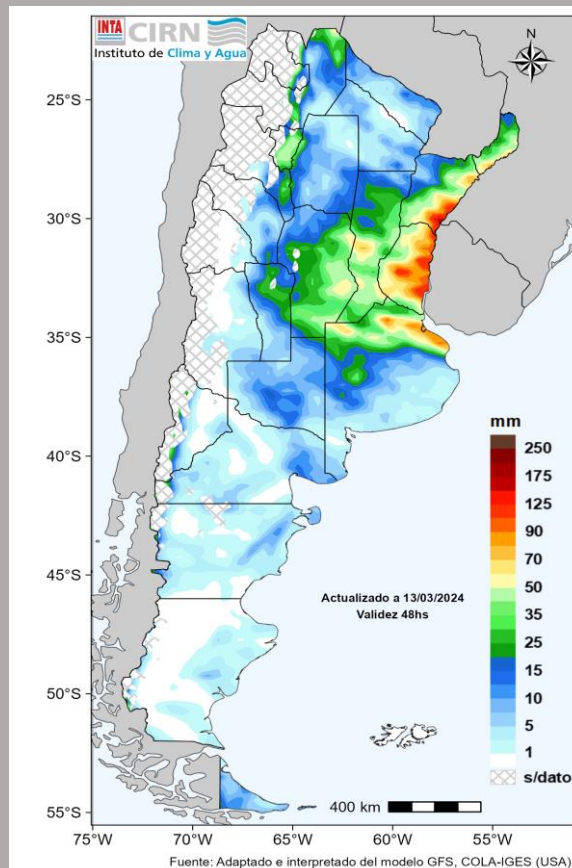 INTA
CIRN
Instituto de Clima y Agua
N
25°S
30°S
35°S
40°S
45°S
50°S
55°S
mm
250
175
125
90
70
50
35
25
15
10
5
1
s/dato
Actualizado a 13/03/2024
Validez 48hs
400 km
75°W
70°W
65°W
60°W
55°W
Fuente: Adaptado e interpretado del modelo GFS, COLA-IGES (USA)